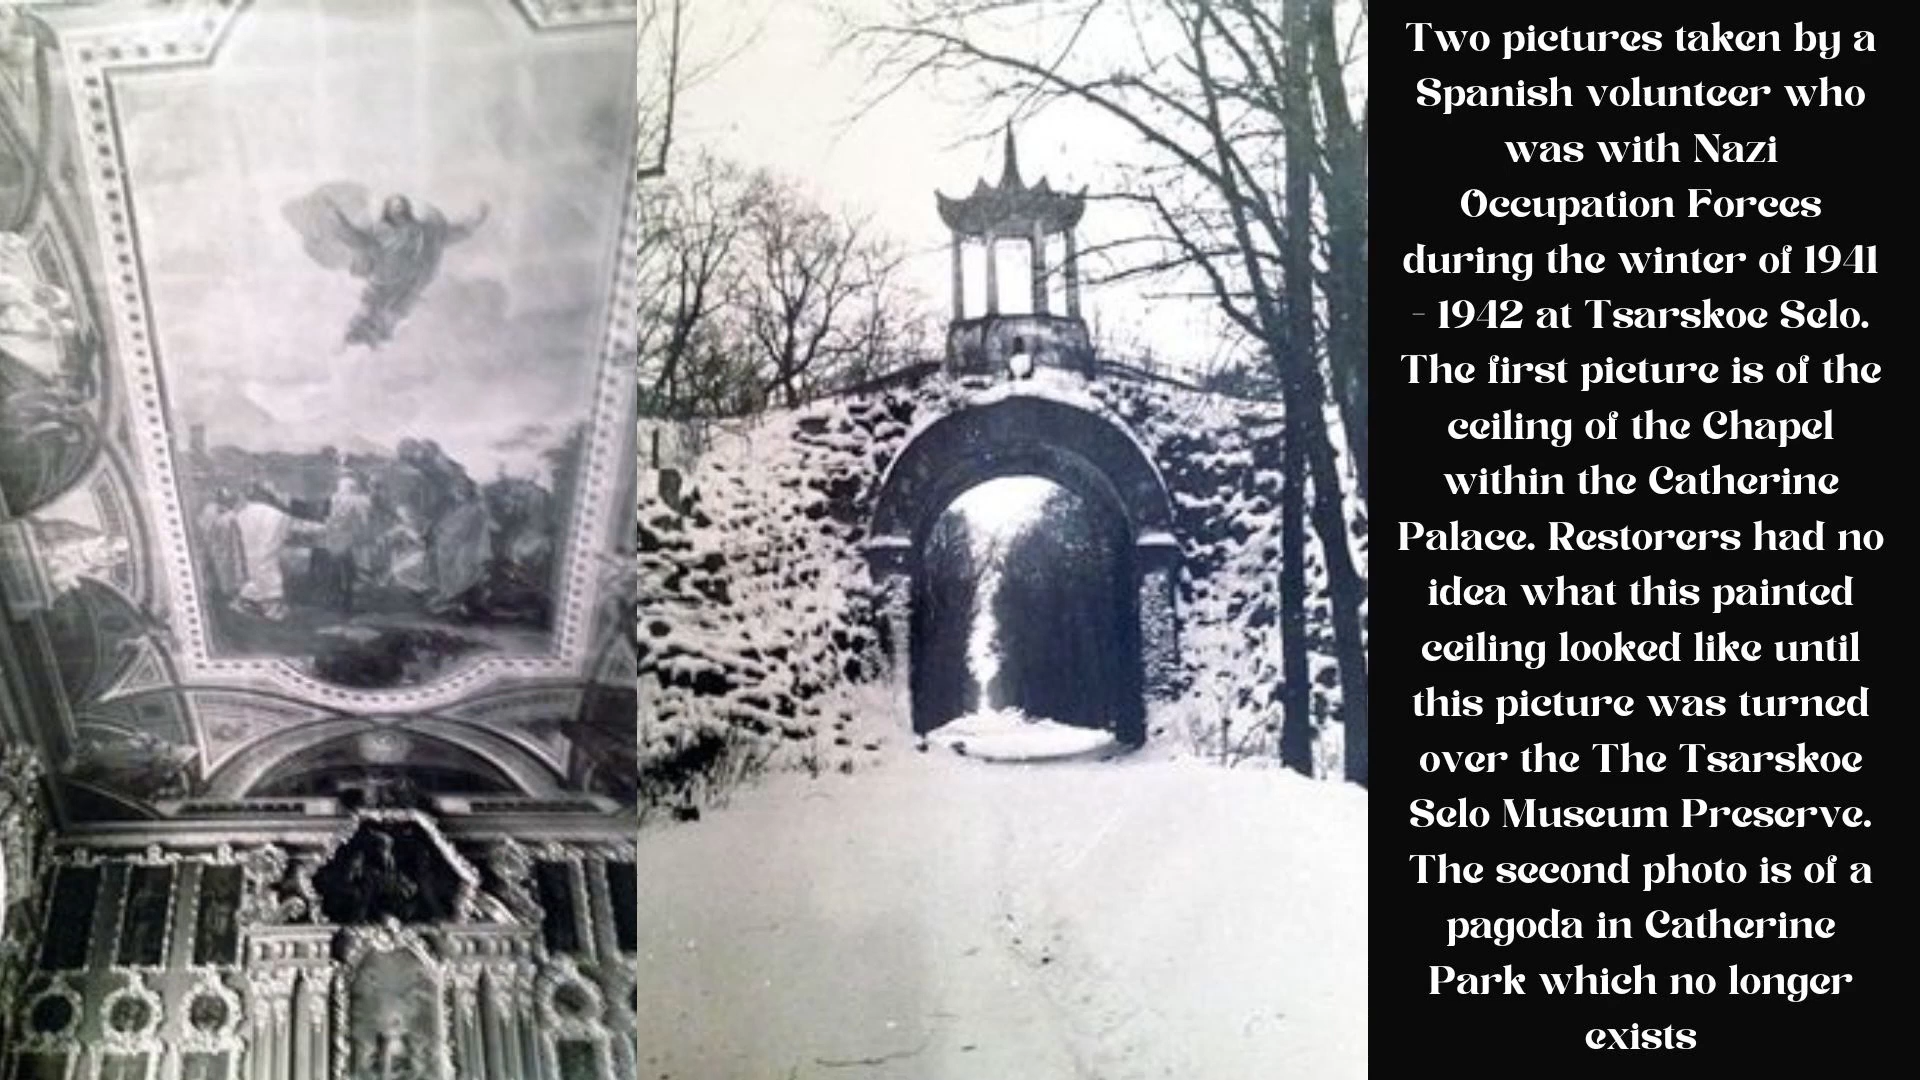 Two pictures taken by a
Spanish volunteer who
was with Nazi
Occupation Forces
during the winter of 1941
- 1942 at Tsarskoe Selo.
The first picture is of the
ceiling of the Chapel
within the Catherine
Palace. Restorers had no
idea what this painted
ceiling looked like until
this picture was turned
over the The Tsarskoe
Selo Museum Preserve.
The second photo is of a
pagoda in Catherine
Park which no longer
exists